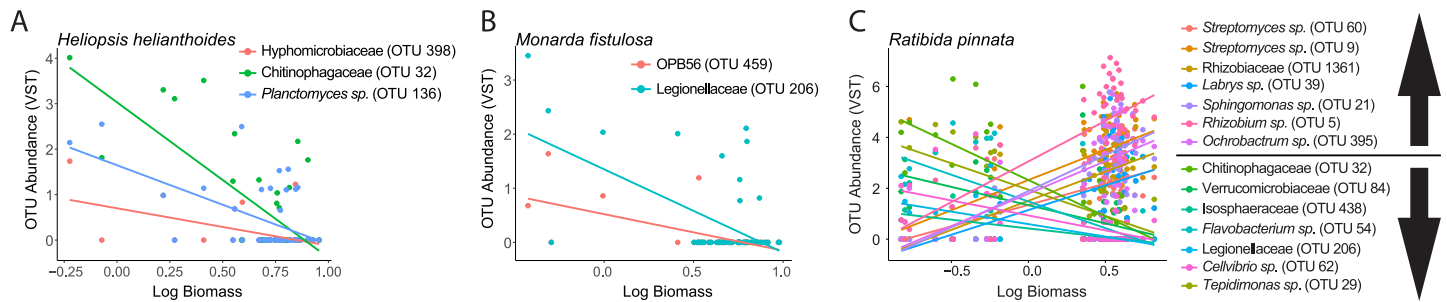 A
Heliopsis helianthoides
Hyphomicrobiaceae (OTU 398)
Chitinophagaceae (OTU 32)
Planctomyces sp. (OTU 136)
OTU Abundance (VST)
4
3
2
1
0
−0.25
0.00
0.25
0.50
0.75
1.00
Log Biomass
B
Monarda fistulosa
OPB56 (OTU 459)
Legionellaceae (OTU 206)
OTU Abundance (VST)
3
2
1
0
0.0
0.5
1.0
Log Biomass
C
Ratibida pinnata
OTU Abundance (VST)
6
4
2
0
−0.5
0.0
0.5
Log Biomass
Streptomyces sp. (OTU 60)
Streptomyces sp. (OTU 9)
Rhizobiaceae (OTU 1361)
Labrys sp. (OTU 39)
Sphingomonas sp. (OTU 21)
Rhizobium sp. (OTU 5)
Ochrobactrum sp. (OTU 395)
Chitinophagaceae (OTU 32)
Verrucomicrobiaceae (OTU 84)
Isosphaeraceae (OTU 438)
Flavobacterium sp. (OTU 54)
Legionellaceae (OTU 206)
Cellvibrio sp. (OTU 62)
Tepidimonas sp. (OTU 29)